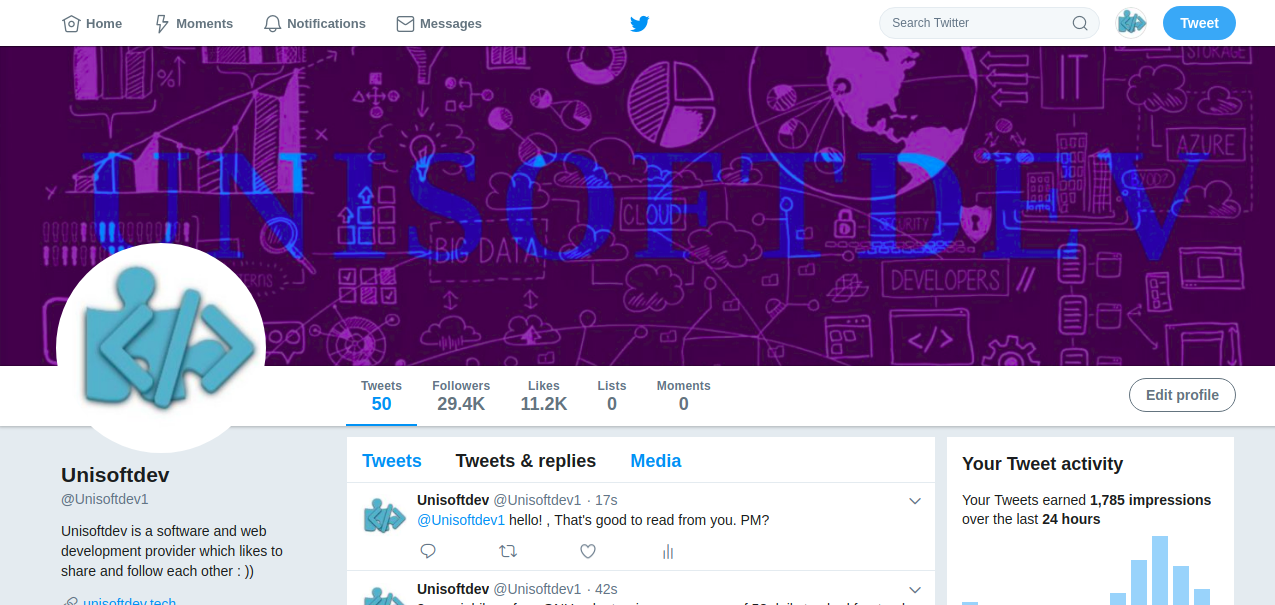 Home Moments Notifications Messages Search Twitter Tweet
STORAGE
IT
AZURE
UNISOFTDEV
CLOUD
SECURITY
BIG DATA
DEVELOPERS
</>
Tweets Followers Likes Lists Moments
50 29.4K 11.2K 0 0
Edit profile
Unisoftdev
@Unisoftdev1
Unisoftdev is a software and web
development provider which likes to
share and follow each other : ))
unisoftdev.tech
Tweets Tweets & replies Media
Unisoftdev @Unisoftdev1 · 17s
@Unisoftdev1 hello! , That's good to read from you. PM?
Unisoftdev @Unisoftdev1 · 42s
Your Tweet activity
Your Tweets earned 1,785 impressions
over the last 24 hours